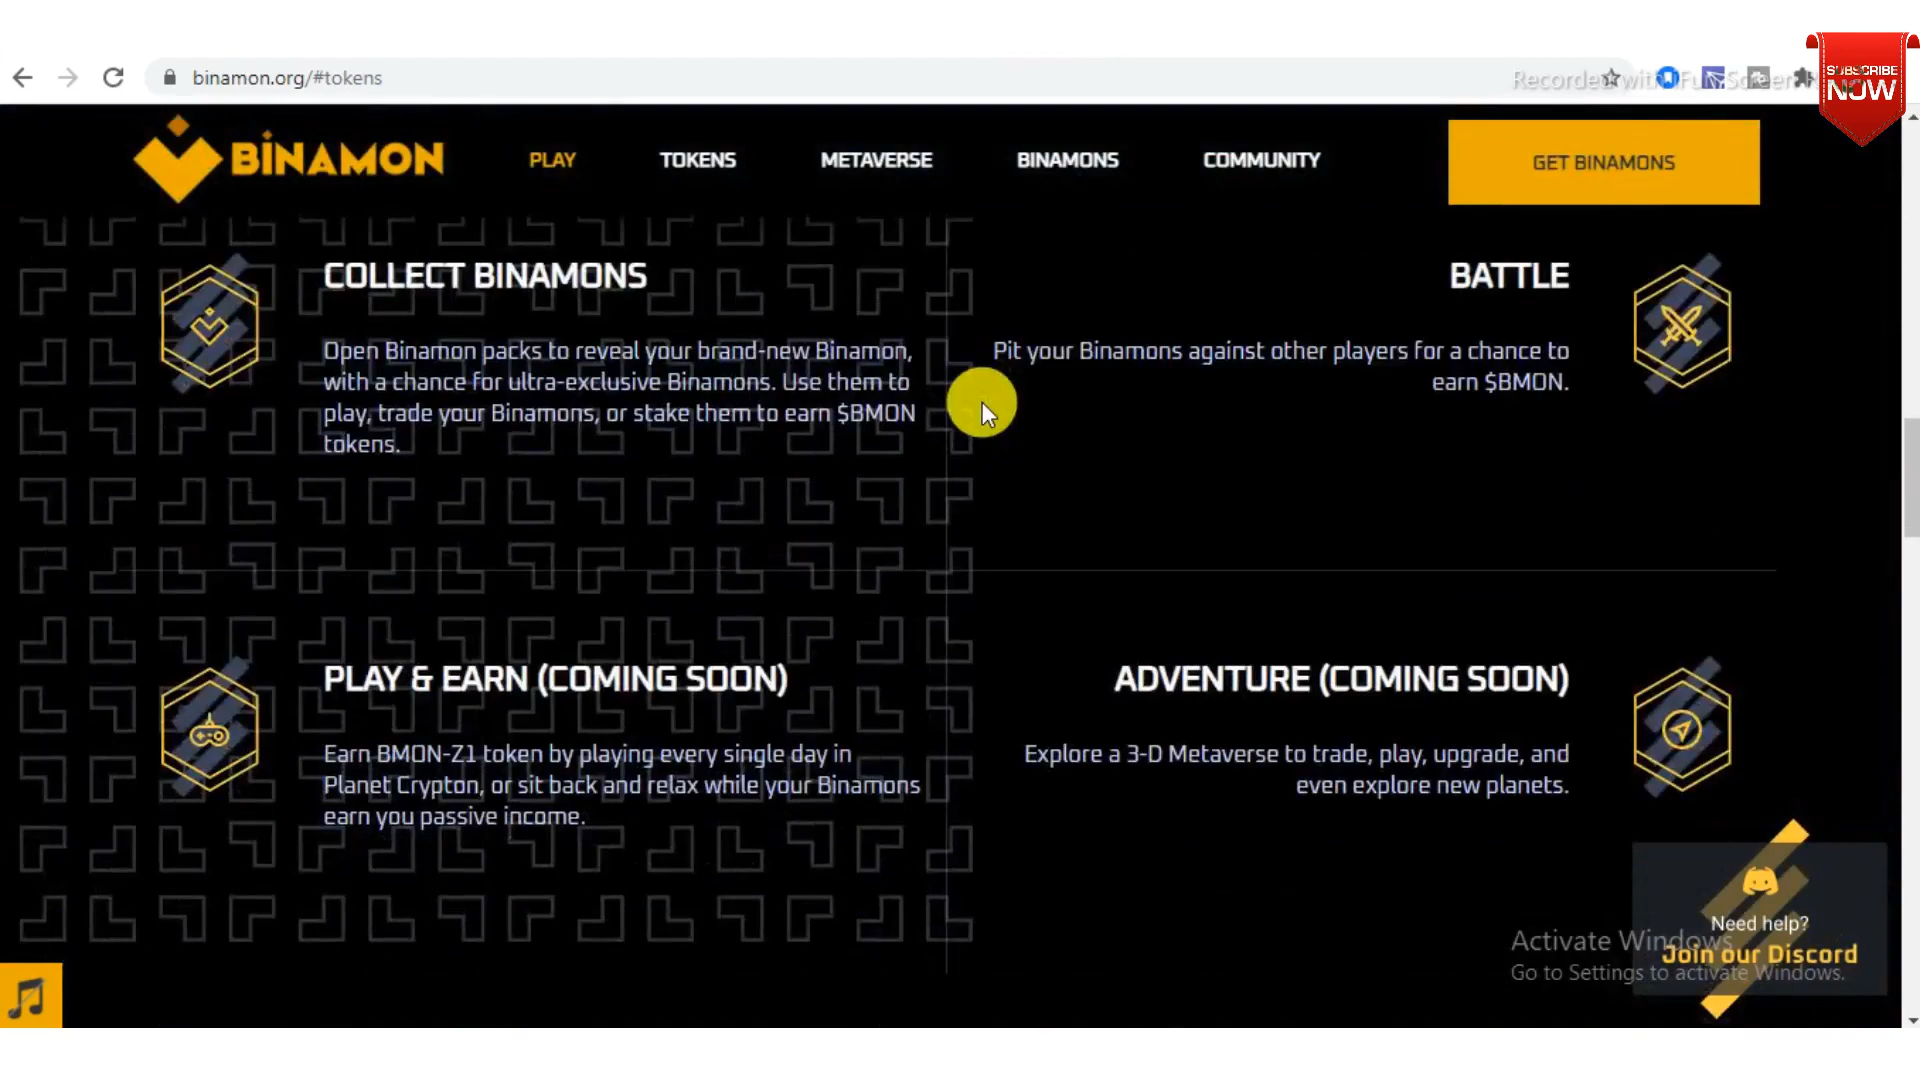 binamon.org/#tokens
Recorded with iFun Screen
SUBSCRIBE
NOW
BINAMON
PLAY
TOKENS
METAVERSE
BINAMONS
COMMUNITY
GET BINAMONS
COLLECT BINAMONS
Open Binamon packs to reveal your brand-new Binamon,
with a chance for ultra-exclusive Binamons. Use them to
play, trade your Binamons, or stake them to earn $BMON
tokens.
BATTLE
Pit your Binamons against other players for a chance to
earn $BMON.
PLAY & EARN (COMING SOON)
Earn BMON-Z1 token by playing every single day in
Planet Crypton, or sit back and relax while your Binamons
earn you passive income.
ADVENTURE (COMING SOON)
Explore a 3-D Metaverse to trade, play, upgrade, and
even explore new planets.
Need help?
Join our Discord
Activate Windows
Go to Settings to activate Windows.